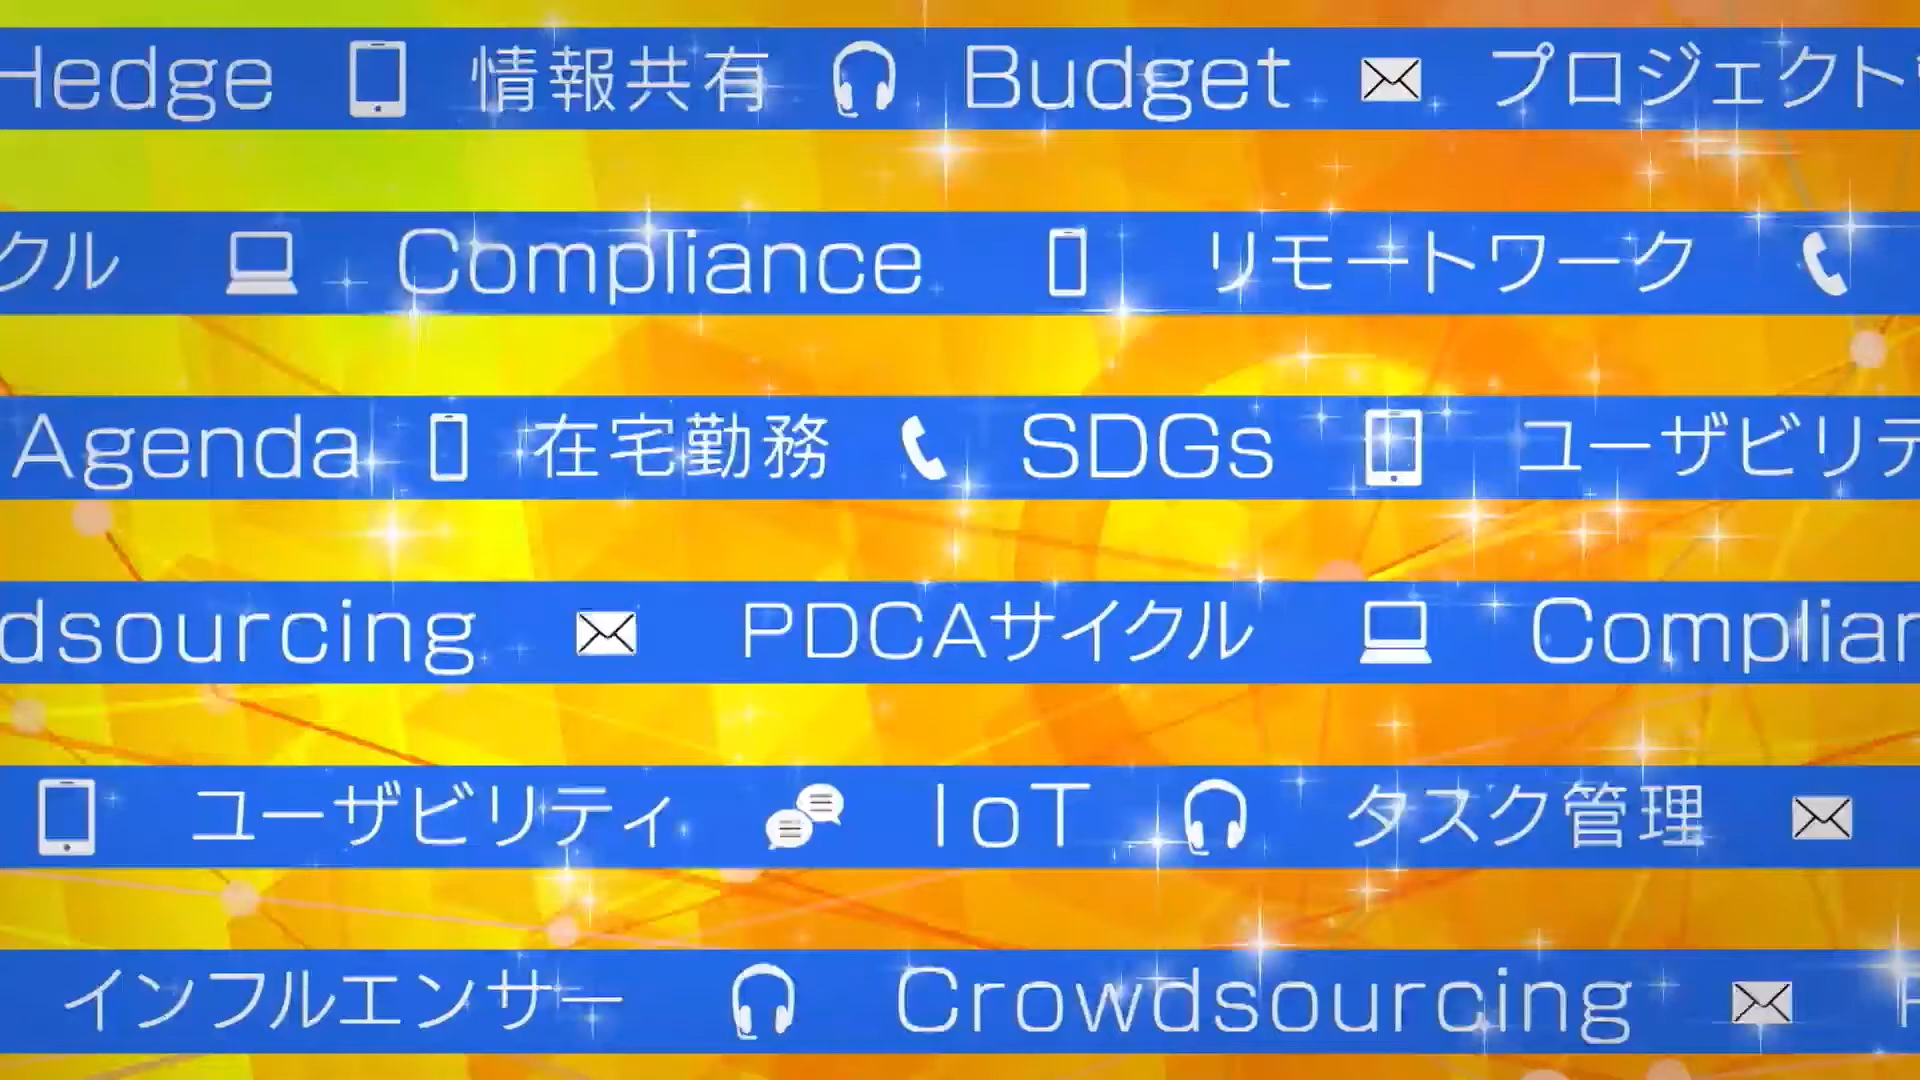 Hedge 情報共有 Budget プロジェクト
クル Compliance リモートワーク
Agenda 在宅勤務 SDGs ユーザビリテ
dsourcing PDCAサイクル Complian
ユーザビリティ IoT タスク管理
インフルエンサー Crowdsourcing